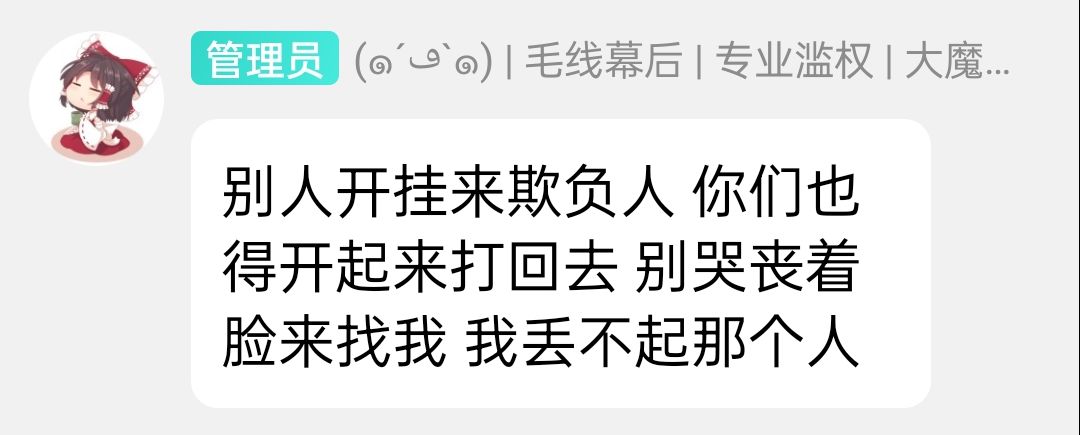 管理员 (๑´ڡ`๑) | 毛线幕后 | 专业滥权 | 大魔...
别人开挂来欺负人 你们也
得开起来打回去 别哭丧着
脸来找我 我丢不起那个人